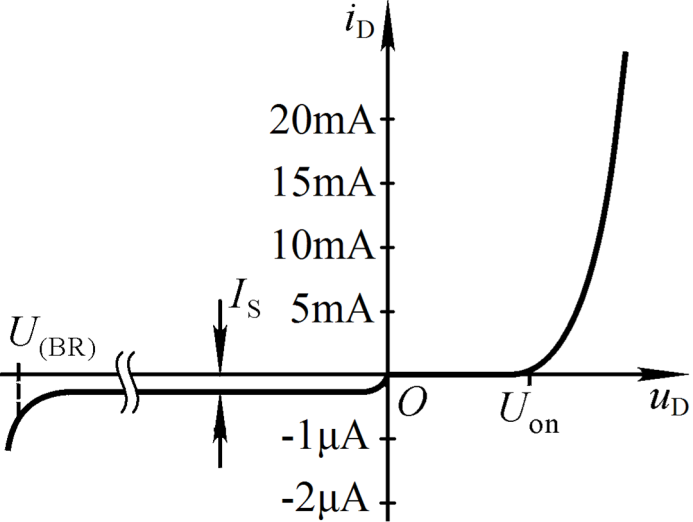 i_D
20mA
15mA
10mA
I_S
5mA
U_(BR)
O
U_on
u_D
-1μA
-2μA